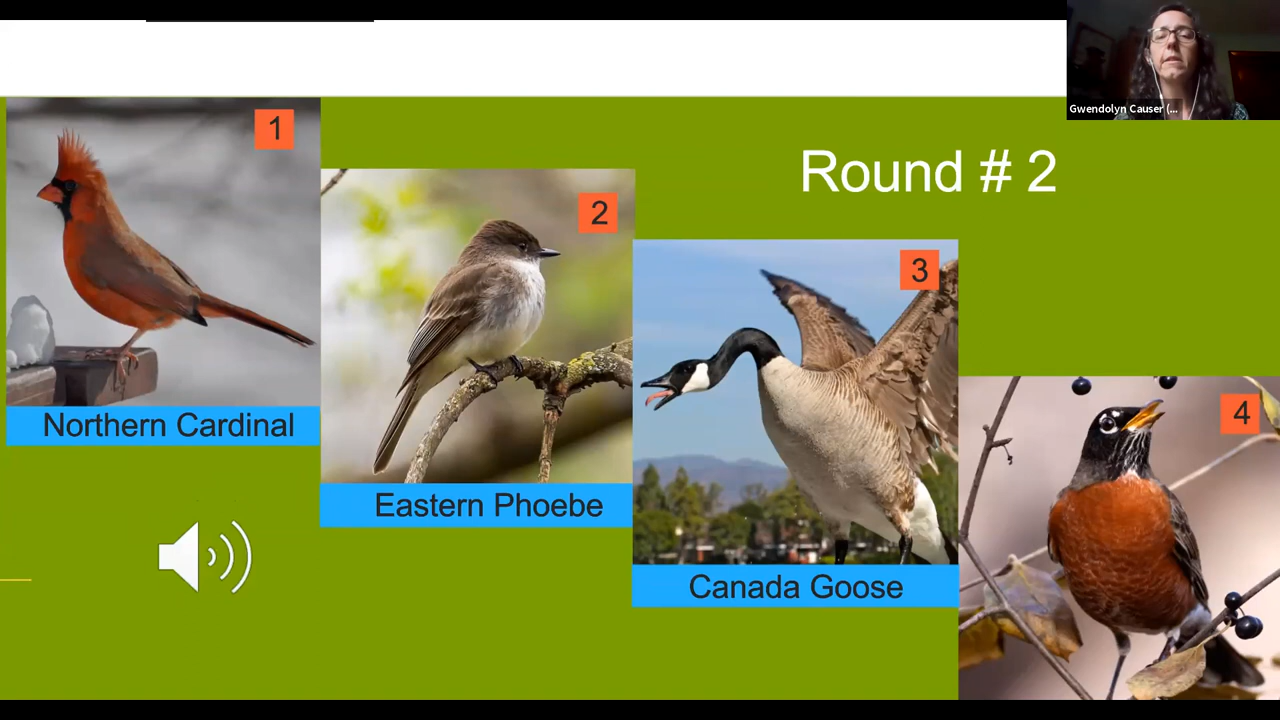 Gwendolyn Causer (...
Round # 2
1
Northern Cardinal
2
Eastern Phoebe
3
Canada Goose
4